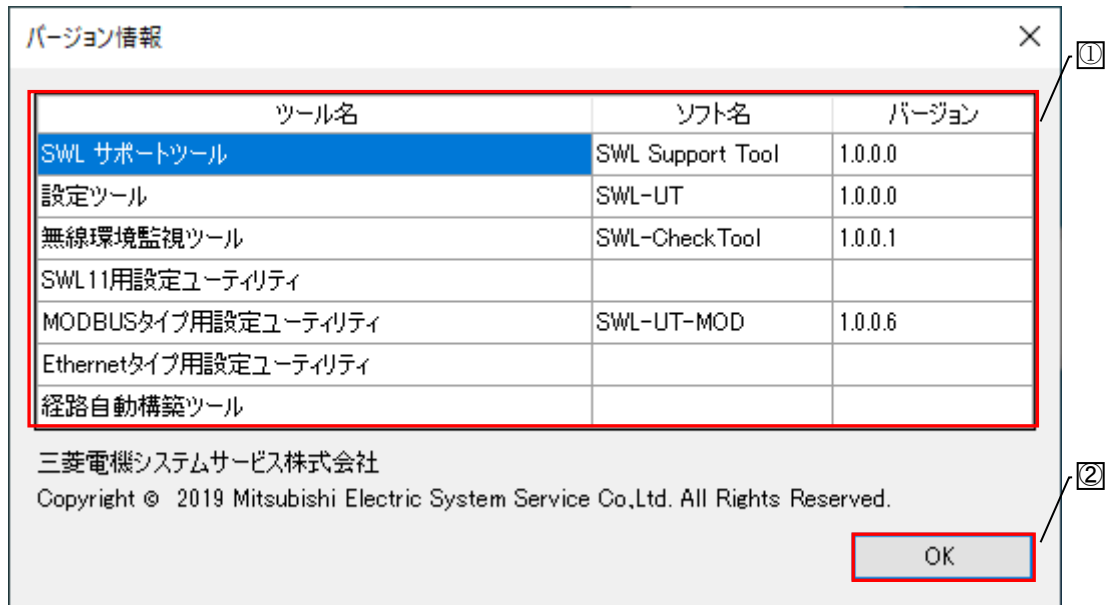 バージョン情報
①
ツール名 ソフト名 バージョン
SWL サポートツール SWL Support Tool 1.0.0.0
設定ツール SWL-UT 1.0.0.0
無線環境監視ツール SWL-CheckTool 1.0.0.1
SWL11用設定ユーティリティ
MODBUSタイプ用設定ユーティリティ SWL-UT-MOD 1.0.0.6
Ethernetタイプ用設定ユーティリティ
経路自動構築ツール
三菱電機システムサービス株式会社
②
Copyright © 2019 Mitsubishi Electric System Service Co,Ltd. All Rights Reserved.
OK